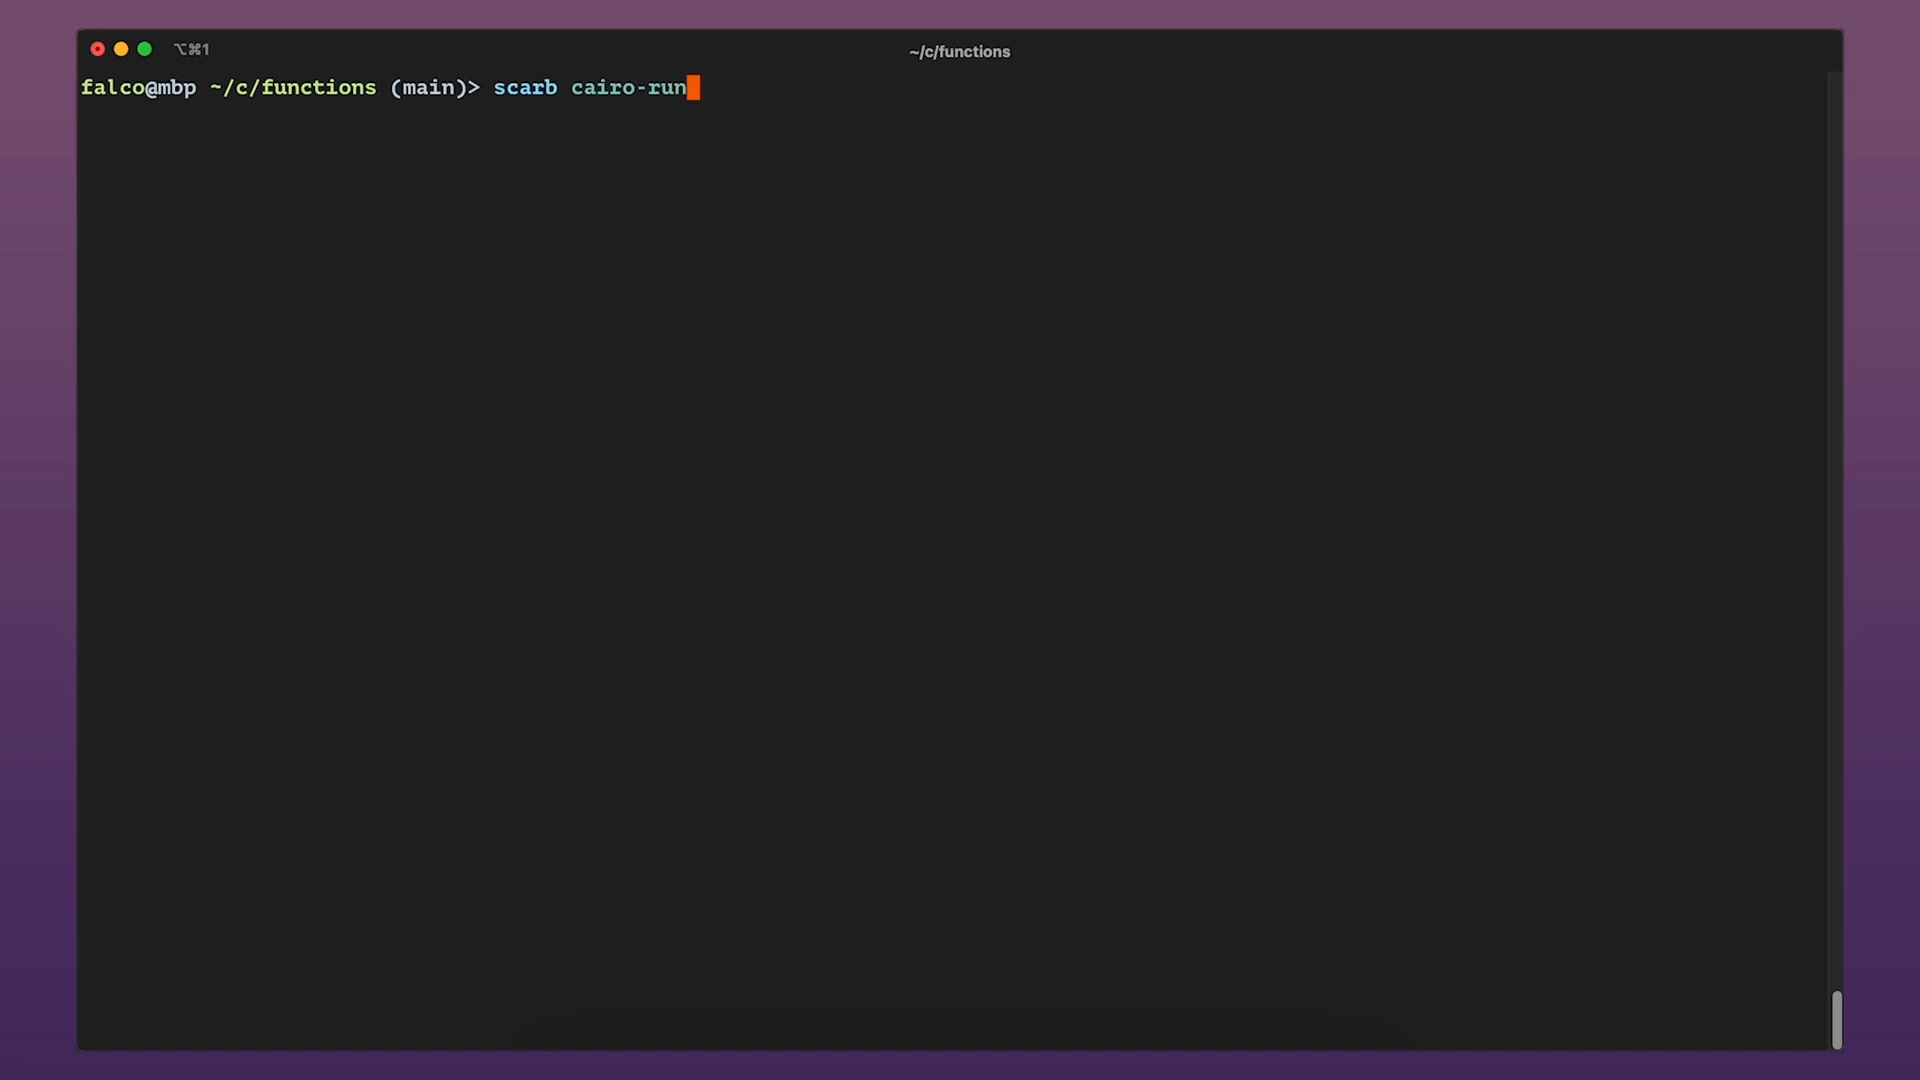 ⌥⌘1
~/c/functions
falco@mbp ~/c/functions (main)> scarb cairo-run